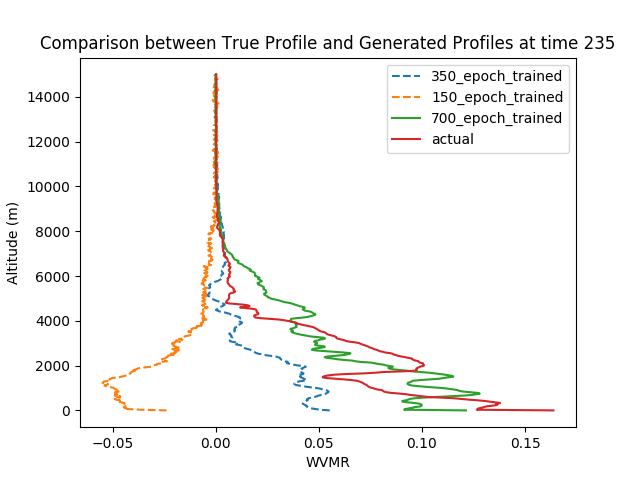 Comparison between True Profile and Generated Profiles at time 235
350_epoch_trained
150_epoch_trained
700_epoch_trained
actual
Altitude (m)
14000
12000
10000
8000
6000
4000
2000
0
−0.05
0.00
0.05
0.10
0.15
WVMR